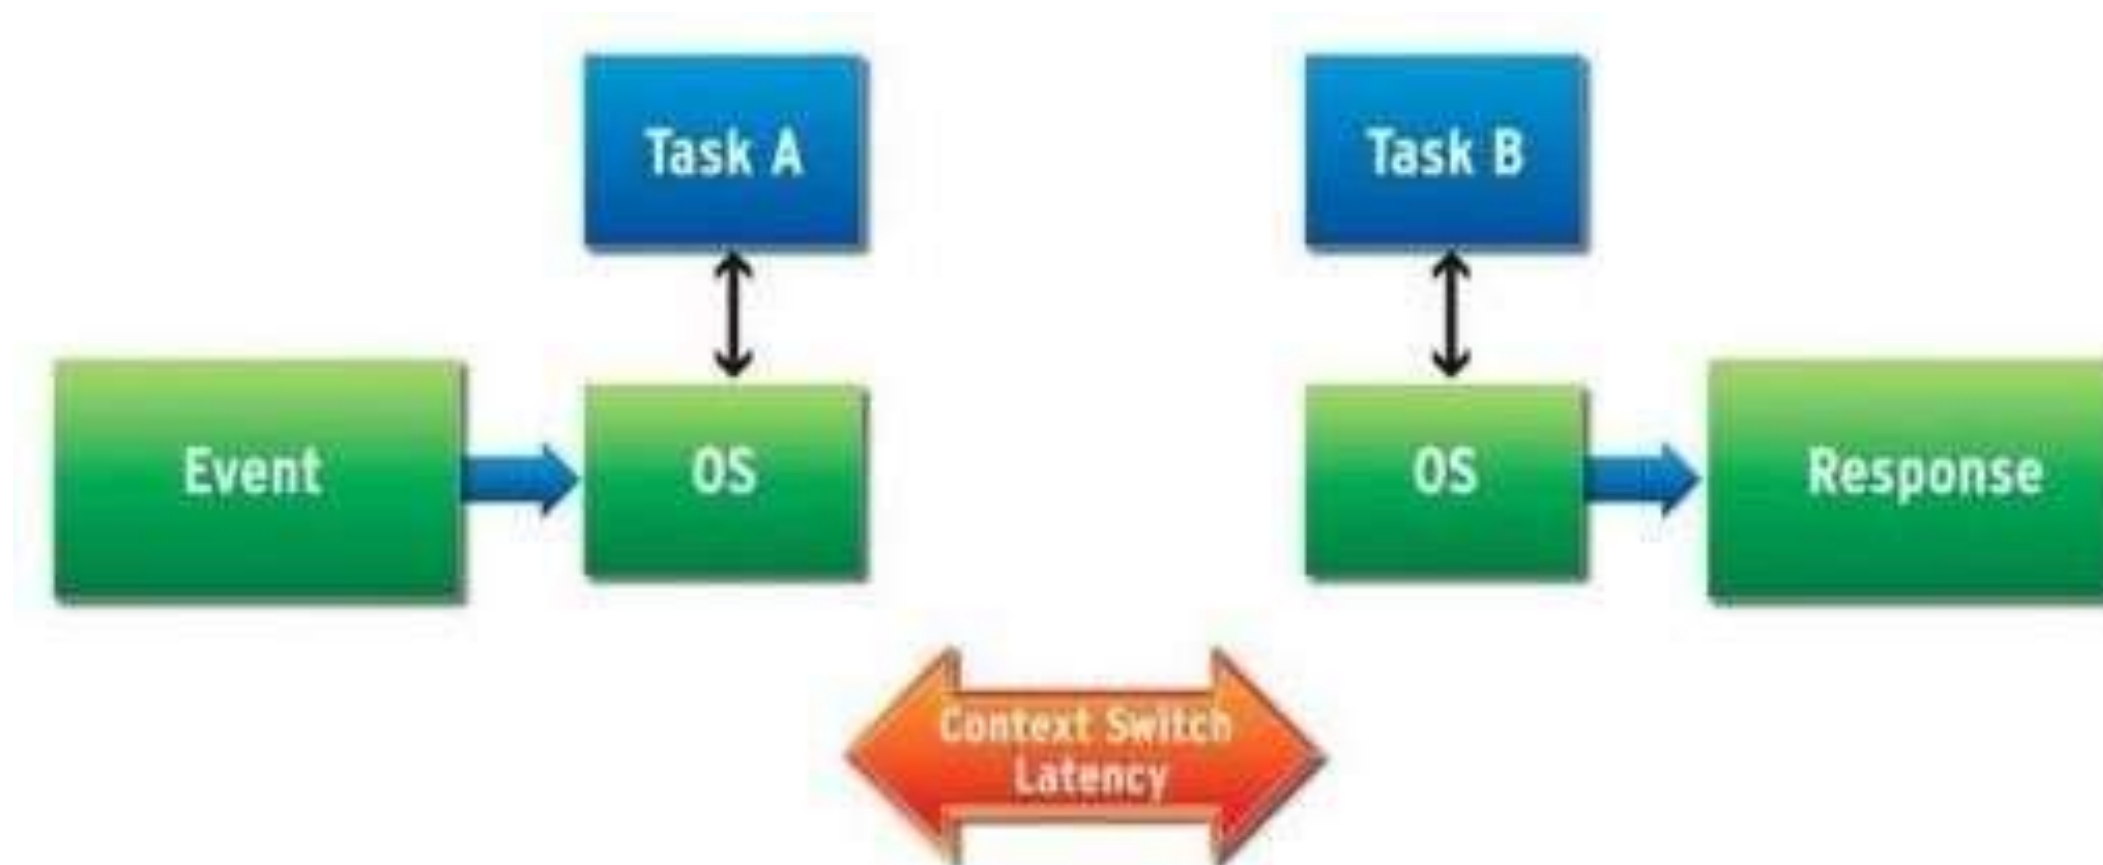 Task A
Task B
Event
OS
OS
Response
Context Switch
Latency